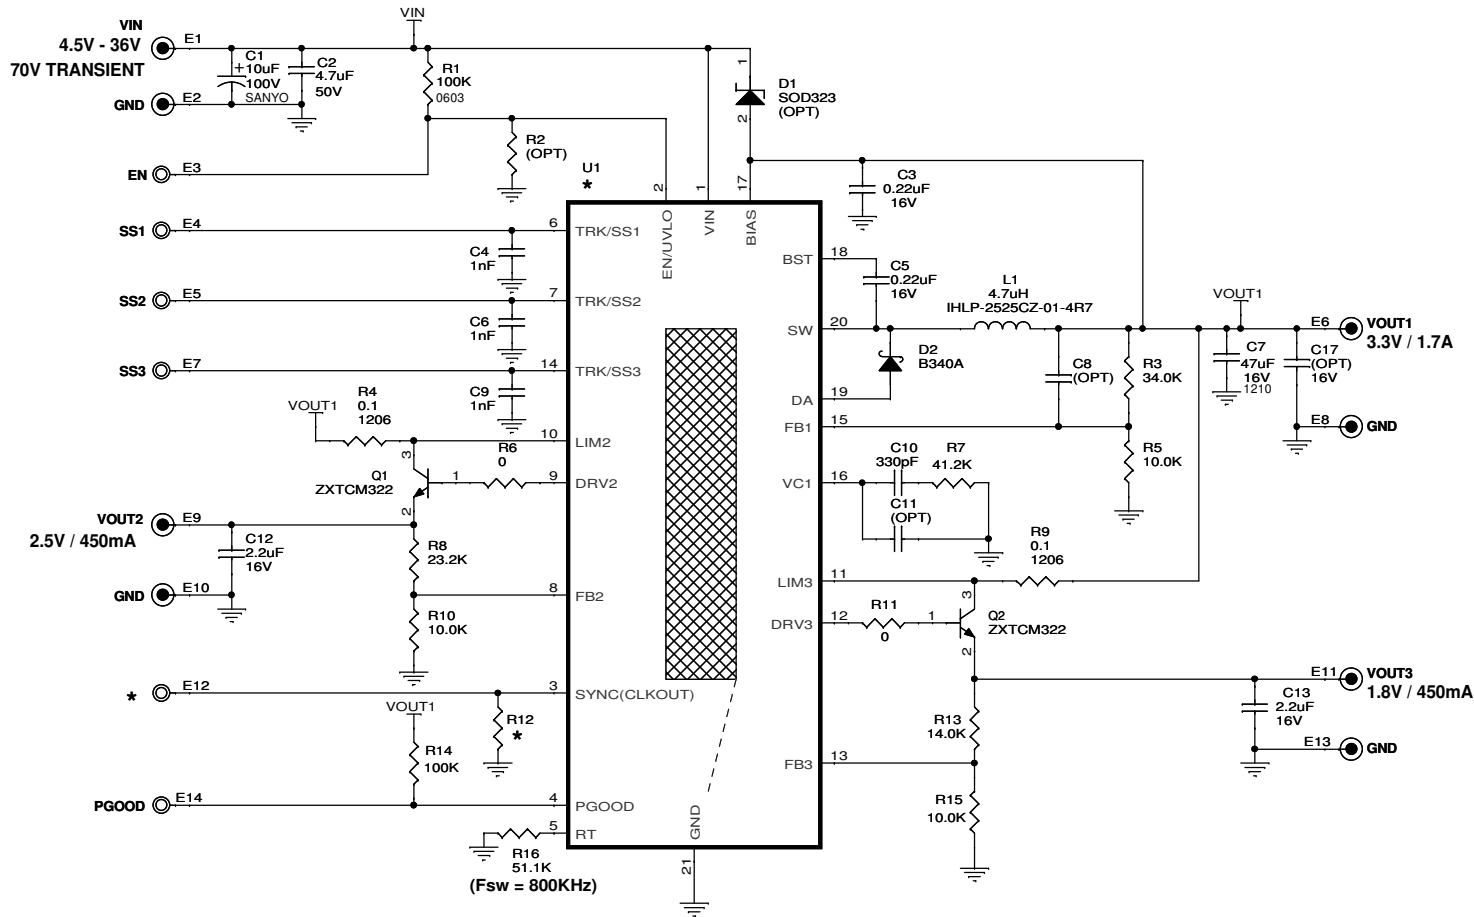 VIN
VIN
4.5V - 36V
70V TRANSIENT
E1
C1
+
10uF
100V
SANYO
C2
4.7uF
50V
R1
100K
0603
1
D1
SOD323
(OPT)
2
GND
E2
R2
(OPT)
EN
E3
U1
*
2
1
17
C3
0.22uF
16V
EN/UVLO
VIN
BIAS
SS1
E4
6
TRK/SS1
C4
1nF
BST
18
C5
0.22uF
16V
L1
4.7uH
IHLP-2525CZ-01-4R7
VOUT1
SS2
E5
7
TRK/SS2
C6
1nF
SW
20
E6
VOUT1
3.3V / 1.7A
D2
B340A
C8
(OPT)
R3
34.0K
C7
47uF
16V
1210
C17
(OPT)
16V
SS3
E7
14
TRK/SS3
C9
1nF
DA
19
VOUT1
R4
0.1
1206
FB1
15
E8
GND
10
LIM2
R6
0
R5
10.0K
3
Q1
ZXTCM322
1
9
DRV2
2
VC1
16
C10
330pF
R7
41.2K
C11
(OPT)
VOUT2
2.5V / 450mA
E9
C12
2.2uF
16V
R8
23.2K
R9
0.1
1206
GND
E10
8
FB2
R10
10.0K
LIM3
11
3
DRV3
12
R11
0
1
Q2
ZXTCM322
2
*
E12
3
SYNC(CLKOUT)
R12
*
E11
VOUT3
1.8V / 450mA
C13
2.2uF
16V
VOUT1
R14
100K
R13
14.0K
E13
GND
FB3
13
PGOOD
E14
4
PGOOD
R15
10.0K
5
RT
R16
51.1K
(Fsw = 800KHz)
GND
21